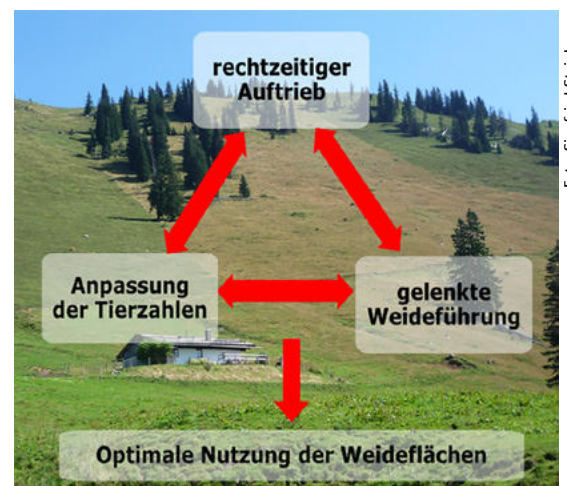 rechtzeitiger
Auftrieb
Anpassung
der Tierzahlen
gelenkte
Weideführung
Optimale Nutzung der Weideflächen